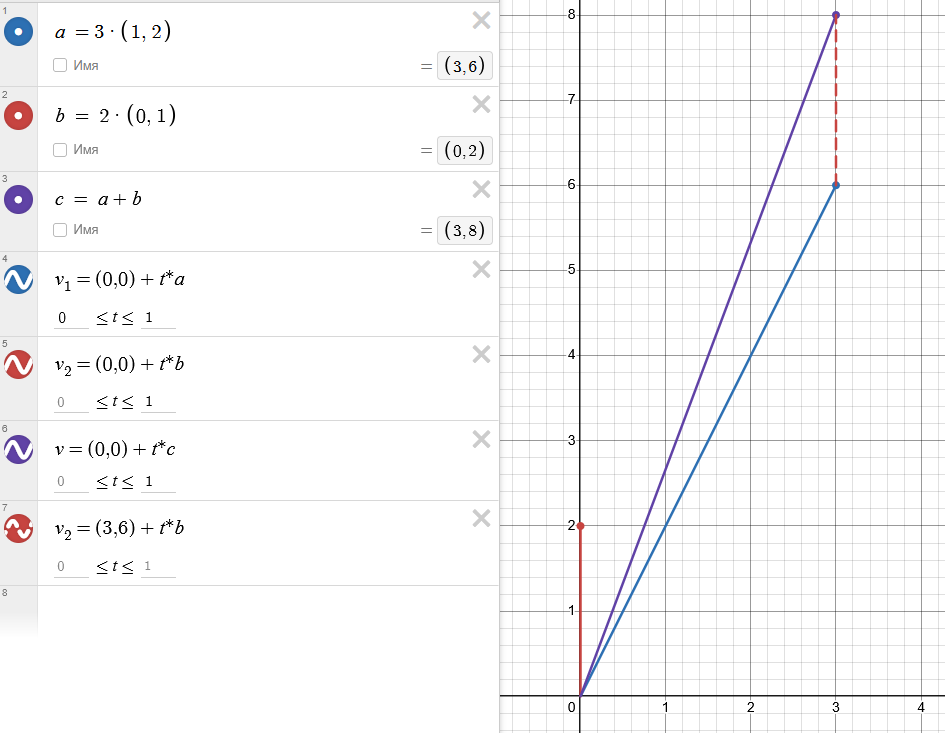 1
a = 3 · (1, 2)
Имя
= (3,6)
2
b = 2 · (0, 1)
Имя
= (0,2)
3
c = a + b
Имя
= (3,8)
4
v₁ = (0,0) + t*a
0 ≤ t ≤ 1
5
v₂ = (0,0) + t*b
0 ≤ t ≤ 1
6
v = (0,0) + t*c
0 ≤ t ≤ 1
7
v₂ = (3,6) + t*b
0 ≤ t ≤ 1
8
8
7
6
5
4
3
2
1
0 1 2 3 4